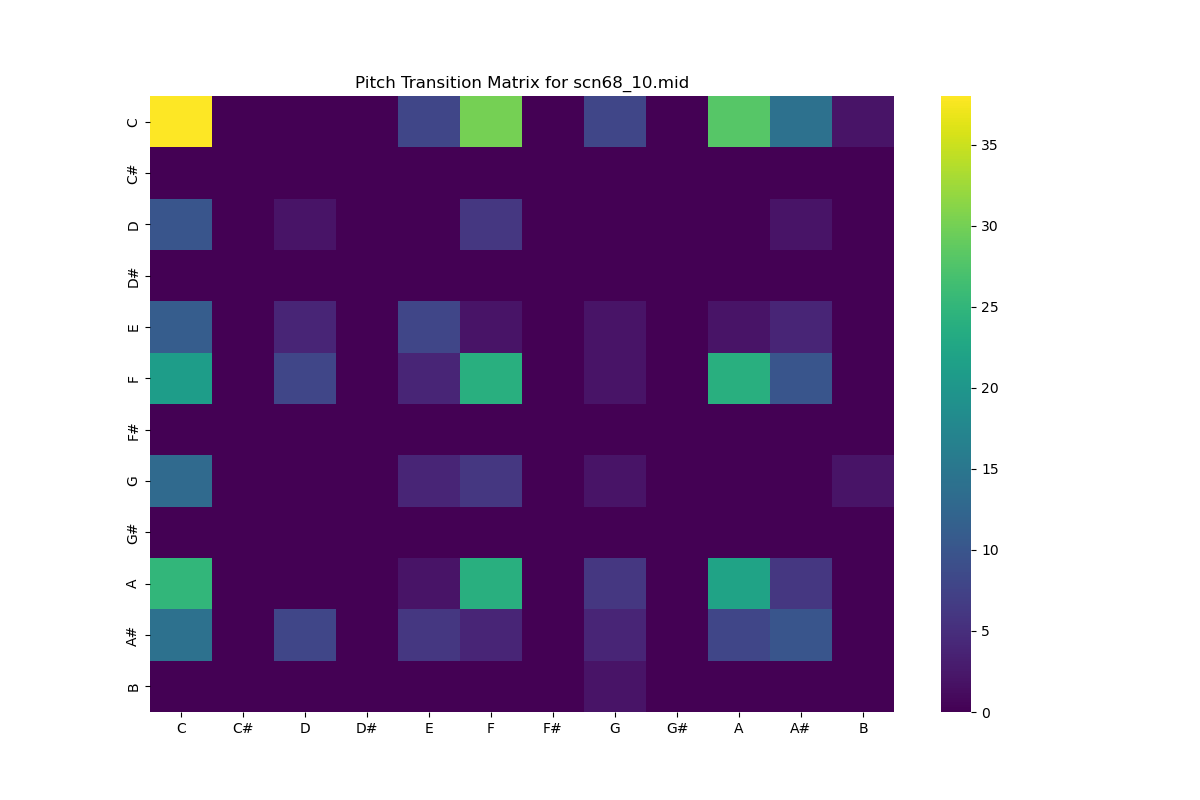 Pitch Transition Matrix for scn68_10.mid
C
C#
D
D#
E
F
F#
G
G#
A
A#
B
C C# D D# E F F# G G# A A# B
35
30
25
20
15
10
5
0